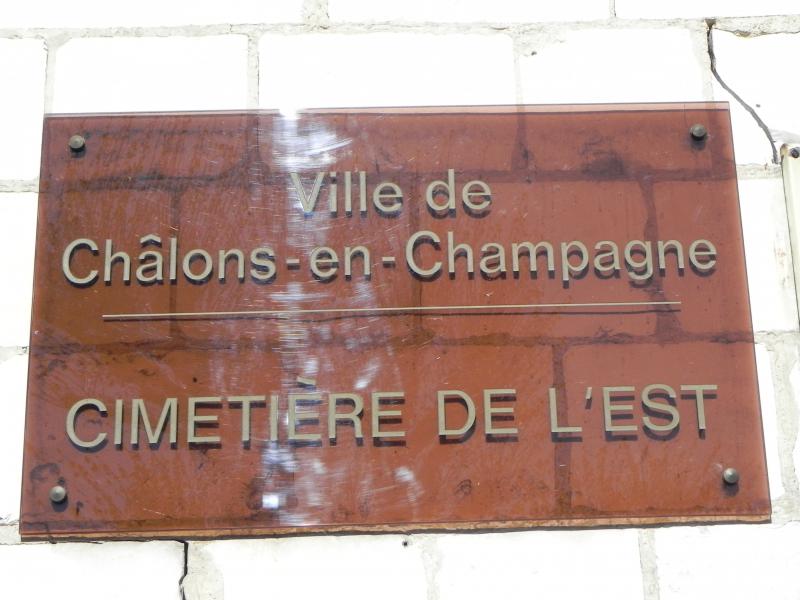 Ville de
Châlons-en-Champagne
CIMETIÈRE DE L'EST